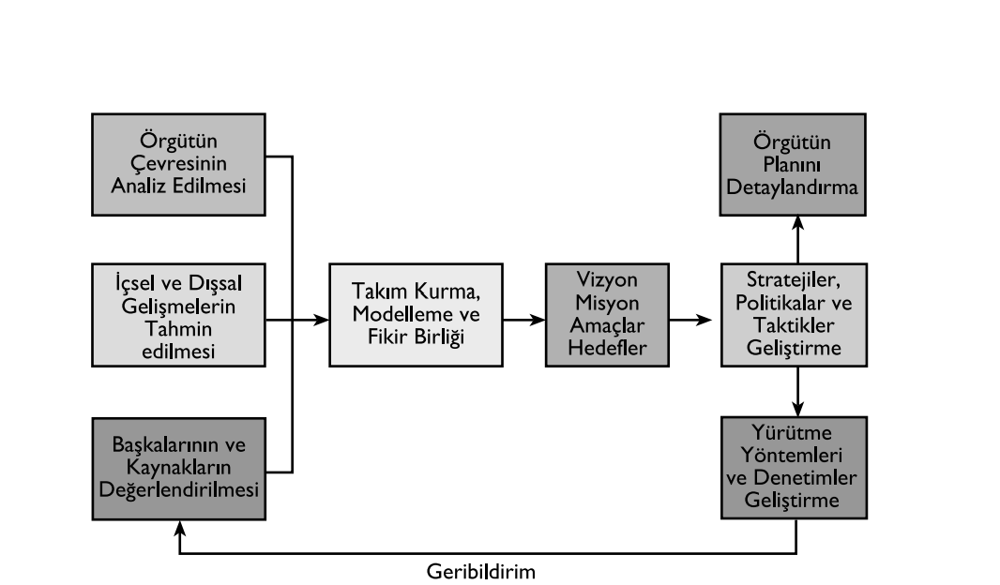 Örgütün
Çevresinin
Analiz Edilmesi
İçsel ve Dışsal
Gelişmelerin
Tahmin
edilmesi
Başkalarının ve
Kaynakların
Değerlendirilmesi
Takım Kurma,
Modelleme ve
Fikir Birliği
Vizyon
Misyon
Amaçlar
Hedefler
Örgütün
Planını
Detaylandırma
Stratejiler,
Politikalar ve
Taktikler
Geliştirme
Yürütme
Yöntemleri
ve Denetimler
Geliştirme
Geribildirim